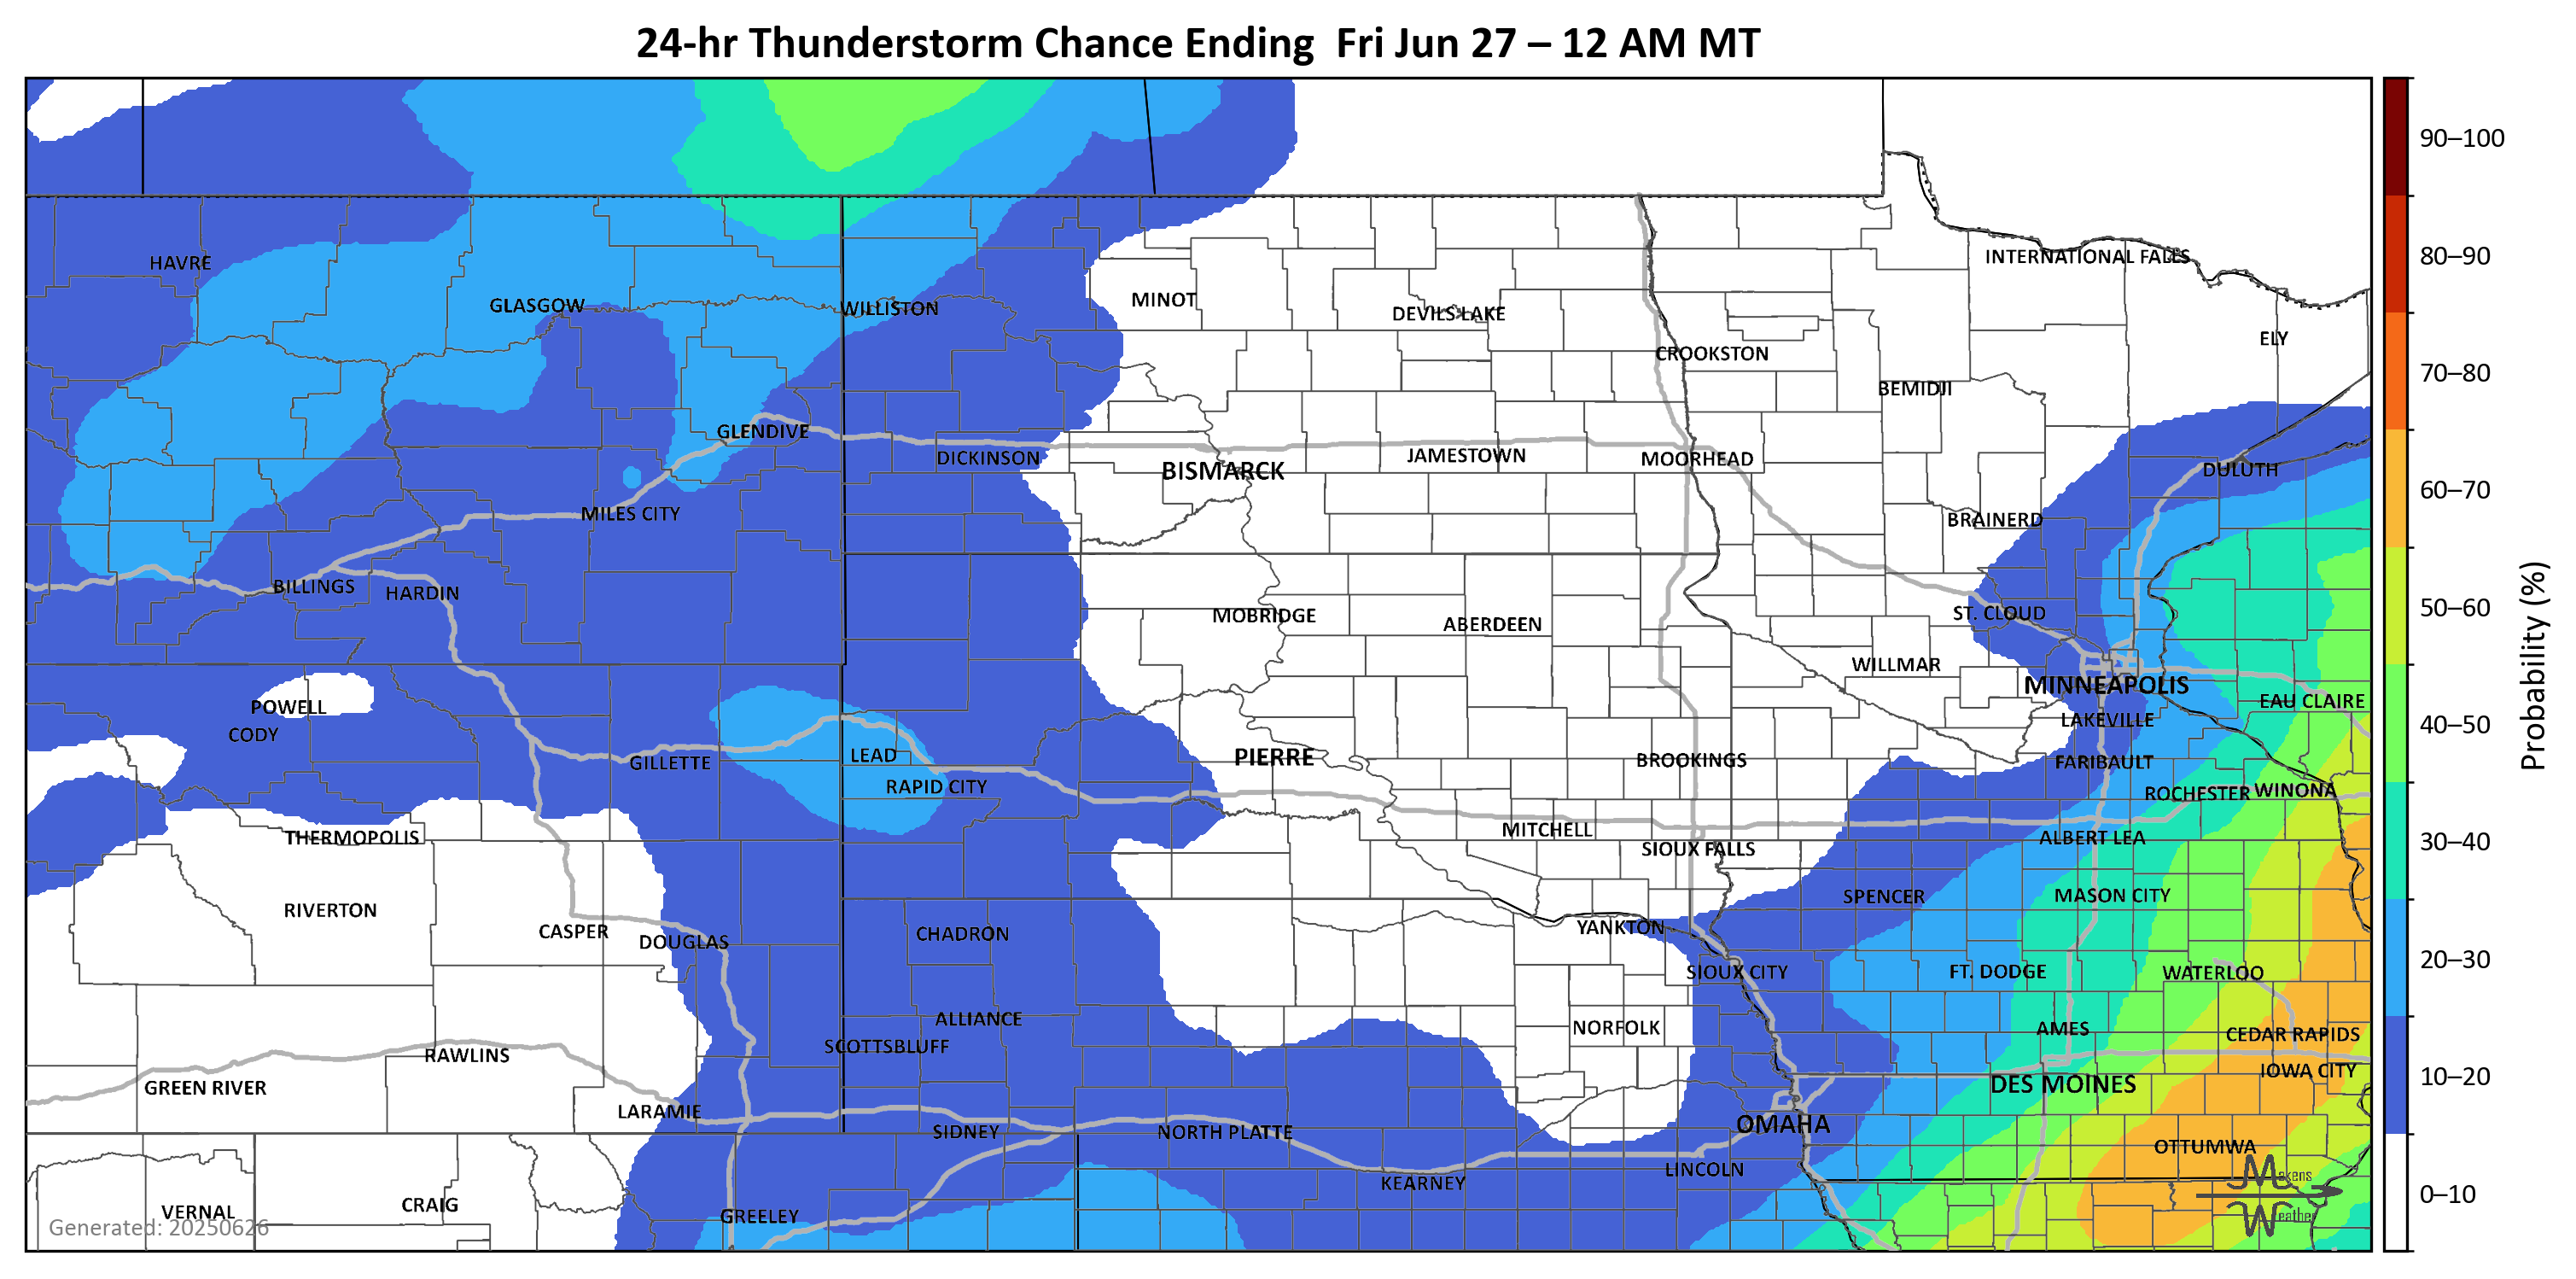 24-hr Thunderstorm Chance Ending Fri Jun 27 – 12 AM MT
90–100
HAVRE
INTERNATIONAL FALLS
80–90
GLASGOW
WILLISTON
MINOT
DEVILS LAKE
ELY
CROOKSTON
70–80
BEMIDJI
GLENDIVE
DICKINSON
BISMARCK
JAMESTOWN
MOORHEAD
DULUTH
60–70
MILES CITY
BRAINERD
BILLINGS
HARDIN
MOBRIDGE
ABERDEEN
ST. CLOUD
50–60
WILLMAR
MINNEAPOLIS
Probability (%)
POWELL
EAU CLAIRE
CODY
LAKEVILLE
40–50
GILLETTE
LEAD
PIERRE
BROOKINGS
FARIBAULT
RAPID CITY
ROCHESTER
WINONA
THERMOPOLIS
MITCHELL
ALBERT LEA
30–40
SIOUX FALLS
RIVERTON
SPENCER
MASON CITY
CASPER
DOUGLAS
CHADRON
YANKTON
SIOUX CITY
FT. DODGE
WATERLOO
20–30
ALLIANCE
NORFOLK
AMES
CEDAR RAPIDS
SCOTTSBLUFF
RAWLINS
IOWA CITY
10–20
GREEN RIVER
DES MOINES
LARAMIE
OMAHA
SIDNEY
NORTH PLATTE
OTTUMWA
LINCOLN
KEARNEY
Makens
0–10
VERNAL
CRAIG
GREELEY
Weather
Generated: 20250626